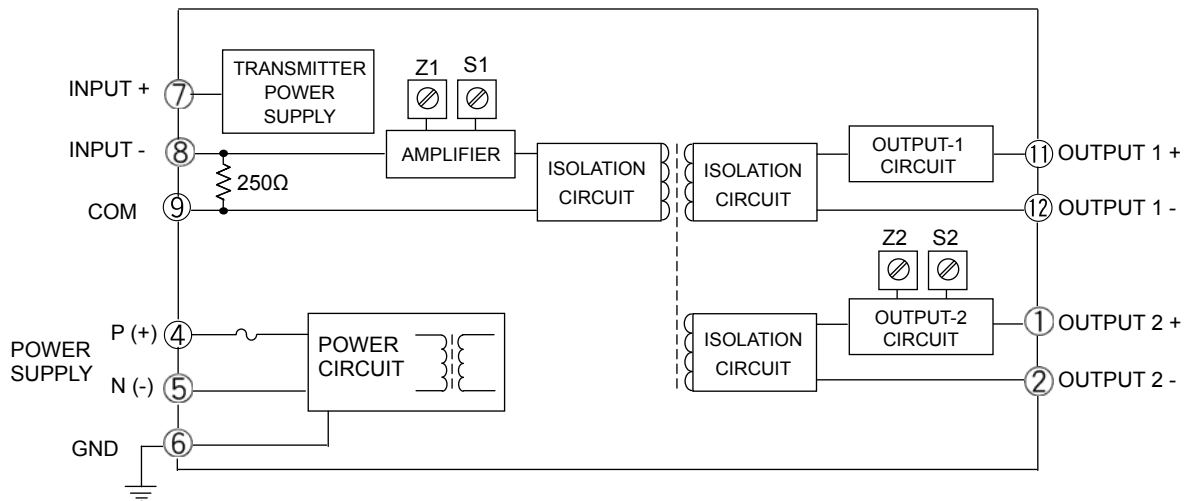 TRANSMITTER
POWER
SUPPLY
Z1
S1
INPUT +
7
INPUT -
8
AMPLIFIER
250Ω
COM
9
ISOLATION
CIRCUIT
ISOLATION
CIRCUIT
OUTPUT-1
CIRCUIT
11
OUTPUT 1 +
12
OUTPUT 1 -
Z2
S2
ISOLATION
CIRCUIT
OUTPUT-2
CIRCUIT
1
OUTPUT 2 +
2
OUTPUT 2 -
POWER
SUPPLY
P (+)
4
N (-)
5
POWER
CIRCUIT
GND
6